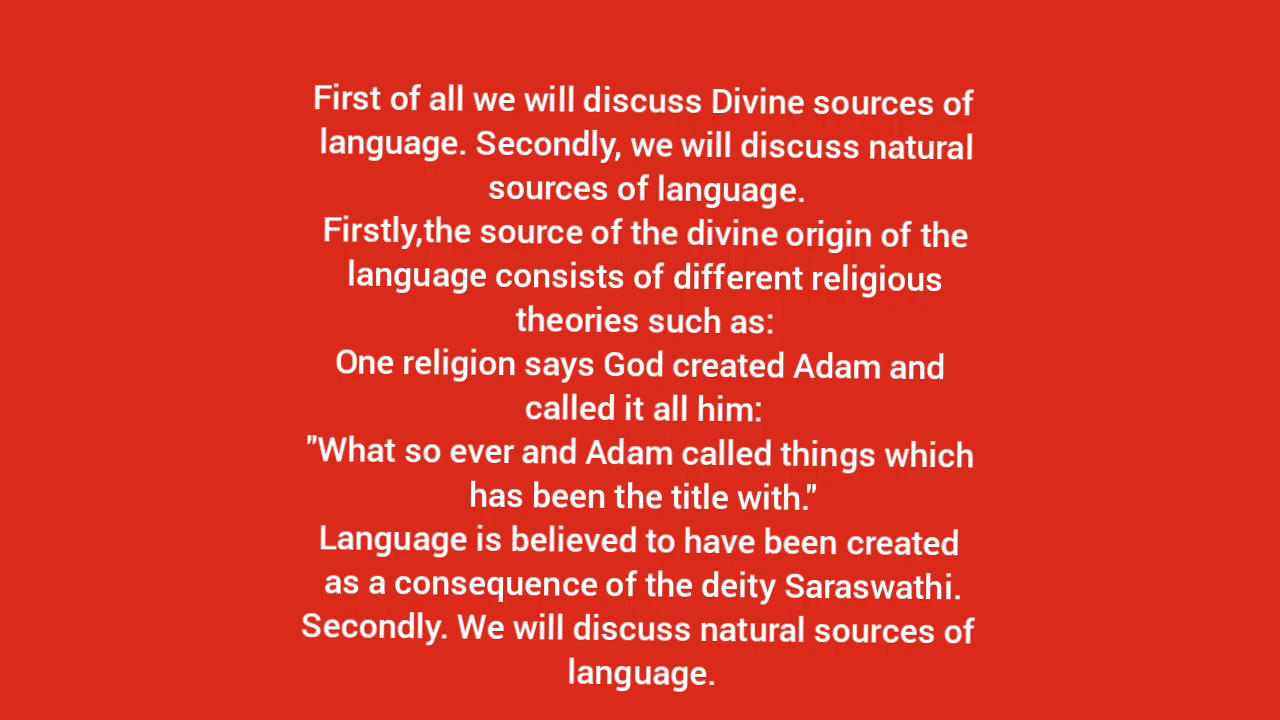 First of all we will discuss Divine sources of
language. Secondly, we will discuss natural
sources of language.
Firstly,the source of the divine origin of the
language consists of different religious
theories such as:
One religion says God created Adam and
called it all him:
"What so ever and Adam called things which
has been the title with."
Language is believed to have been created
as a consequence of the deity Saraswathi.
Secondly. We will discuss natural sources of
language.